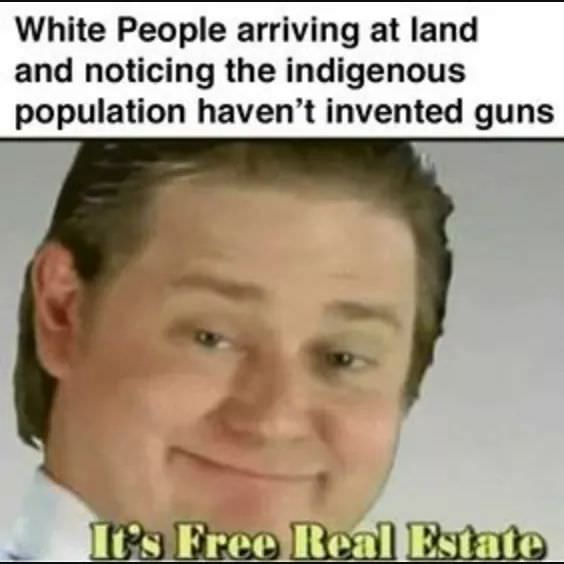 White People arriving at land
and noticing the indigenous
population haven't invented guns
It's Free Real Estate